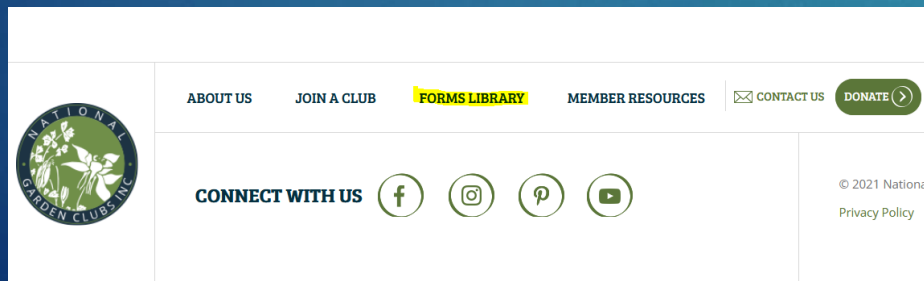 NATIONAL
GARDEN CLUBS INC
ABOUT US
JOIN A CLUB
FORMS LIBRARY
MEMBER RESOURCES
CONTACT US
DONATE
CONNECT WITH US
© 2021 Nationa
Privacy Policy